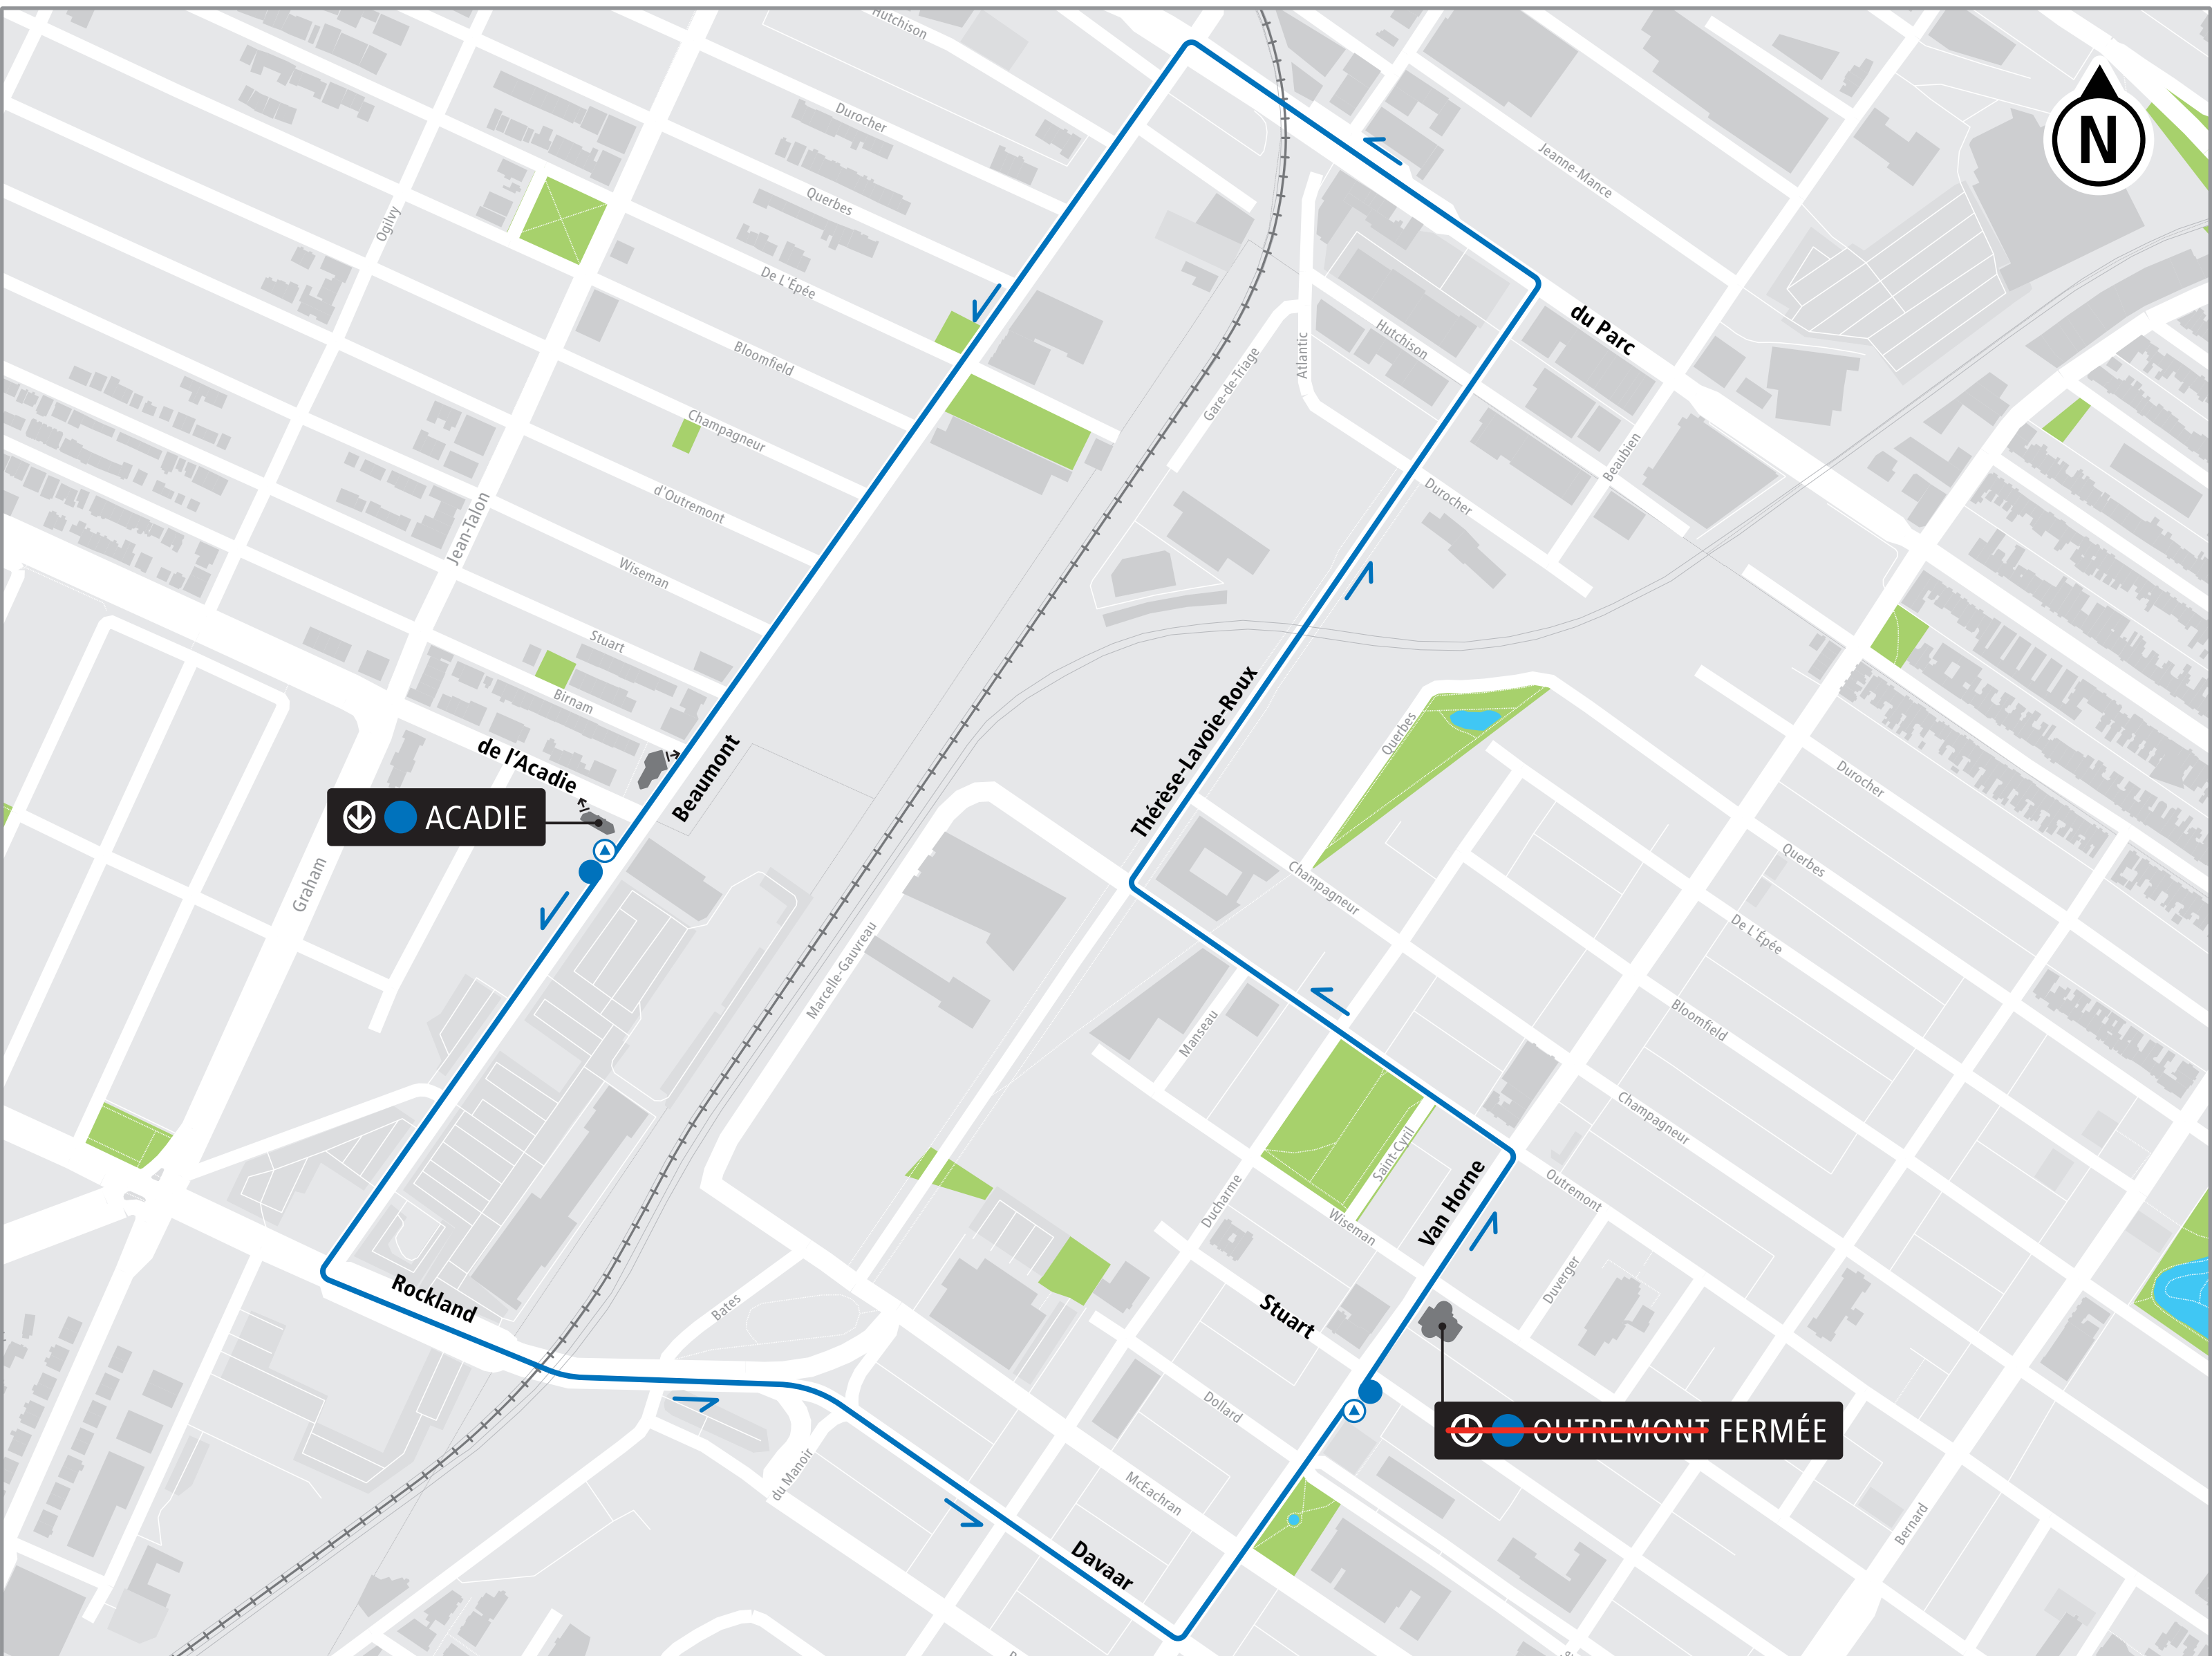 Hutchison
Durocher
N
Jeanne-Mance
Querbes
Ogilvy
De L'Épée
du Parc
Hutchison
Bloomfield
Atlantic
Gare-de-Triage
Champagneur
Beaubien
d'Outremont
Durocher
Jean-Talon
Wiseman
Stuart
Birnam
Querbes
Thérèse-Lavoie-Roux
de l'Acadie
Beaumont
Durocher
ACADIE
Querbes
Graham
Champagneur
De L'Épée
Marcelle-Gauvreau
Bloomfield
Manseau
Champagneur
Saint-Cyril
Outremont
Van Horne
Ducharme
Wiseman
Duverger
Rockland
Bates
Stuart
Dollard
OUTREMONT FERMÉE
du Manoir
McEachran
Bernard
Davaar